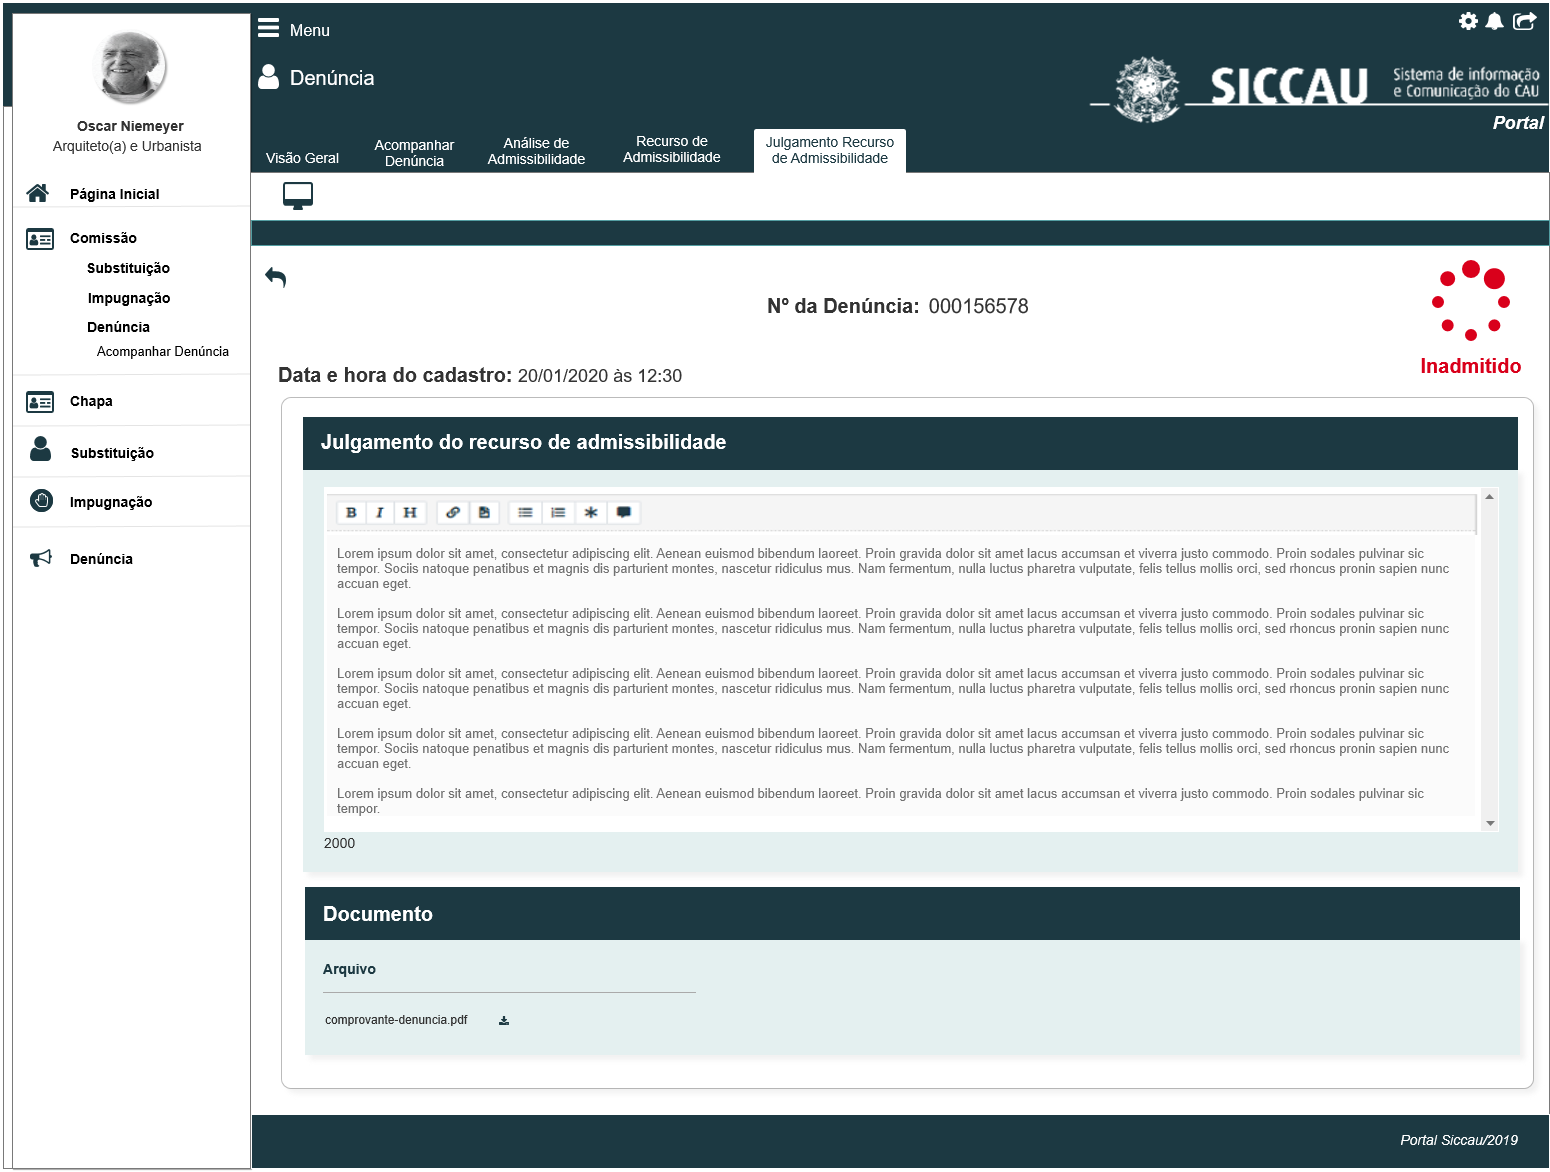 Menu
Denúncia
SICCAU
Sistema de informação
e Comunicação do CAU
Portal
Oscar Niemeyer
Arquiteto(a) e Urbanista
Página Inicial
Comissão
Substituição
Impugnação
Denúncia
Acompanhar Denúncia
Chapa
Substituição
Impugnação
Denúncia
Visão Geral
Acompanhar
Denúncia
Análise de
Admissibilidade
Recurso de
Admissibilidade
Julgamento Recurso
de Admissibilidade
Nº da Denúncia: 000156578
Inadmitido
Data e hora do cadastro: 20/01/2020 às 12:30
Julgamento do recurso de admissibilidade
B I H
Lorem ipsum dolor sit amet, consectetur adipiscing elit. Aenean euismod bibendum laoreet. Proin gravida dolor sit amet lacus accumsan et viverra justo commodo. Proin sodales pulvinar sic
tempor. Sociis natoque penatibus et magnis dis parturient montes, nascetur ridiculus mus. Nam fermentum, nulla luctus pharetra vulputate, felis tellus mollis orci, sed rhoncus pronin sapien nunc
accuan eget.
Lorem ipsum dolor sit amet, consectetur adipiscing elit. Aenean euismod bibendum laoreet. Proin gravida dolor sit amet lacus accumsan et viverra justo commodo. Proin sodales pulvinar sic
tempor. Sociis natoque penatibus et magnis dis parturient montes, nascetur ridiculus mus. Nam fermentum, nulla luctus pharetra vulputate, felis tellus mollis orci, sed rhoncus pronin sapien nunc
accuan eget.
Lorem ipsum dolor sit amet, consectetur adipiscing elit. Aenean euismod bibendum laoreet. Proin gravida dolor sit amet lacus accumsan et viverra justo commodo. Proin sodales pulvinar sic
tempor. Sociis natoque penatibus et magnis dis parturient montes, nascetur ridiculus mus. Nam fermentum, nulla luctus pharetra vulputate, felis tellus mollis orci, sed rhoncus pronin sapien nunc
accuan eget.
Lorem ipsum dolor sit amet, consectetur adipiscing elit. Aenean euismod bibendum laoreet. Proin gravida dolor sit amet lacus accumsan et viverra justo commodo. Proin sodales pulvinar sic
tempor. Sociis natoque penatibus et magnis dis parturient montes, nascetur ridiculus mus. Nam fermentum, nulla luctus pharetra vulputate, felis tellus mollis orci, sed rhoncus pronin sapien nunc
accuan eget.
Lorem ipsum dolor sit amet, consectetur adipiscing elit. Aenean euismod bibendum laoreet. Proin gravida dolor sit amet lacus accumsan et viverra justo commodo. Proin sodales pulvinar sic
tempor.
2000
Documento
Arquivo
comprovante-denuncia.pdf
Portal Siccau/2019